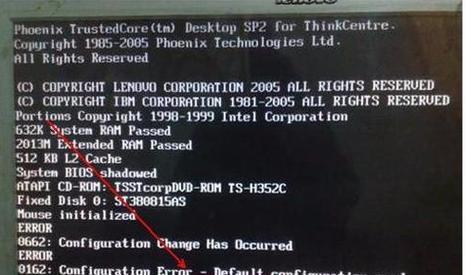 lenovo
Phoenix TrustedCore(tm) Desktop SP2 for ThinkCentre.
Copyright 1985-2005 Phoenix Technologies Ltd.
All Rights Reserved
(C) COPYRIGHT LENOVO CORPORATION 2005 ALL RIGHTS RESERVED
(C) COPYRIGHT IBM CORPORATION 1981-2005 ALL RIGHTS RESERVED
Portions Copyright 1998-1999 Intel Corporation
632K System RAM Passed
2013M Extended RAM Passed
512 KB L2 Cache
System BIOS shadowed
ATAPI CD-ROM: TSSTcorpDVD-ROM TS-H352C
Fixed Disk 0: ST380815AS
Mouse initialized
ERROR
0662: Configuration Change Has Occurred
ERROR
0162: Configuration Error - Default configuration